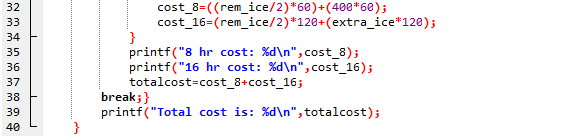 32 cost_8=((rem_ice/2)*60)+(400*60);
33 cost_16=(rem_ice/2)*120+(extra_ice*120);
34 }
35 printf("8 hr cost: %d\n",cost_8);
36 printf("16 hr cost: %d\n",cost_16);
37 totalcost=cost_8+cost_16;
38 break;}
39 printf("Total cost is: %d\n",totalcost);
40 }